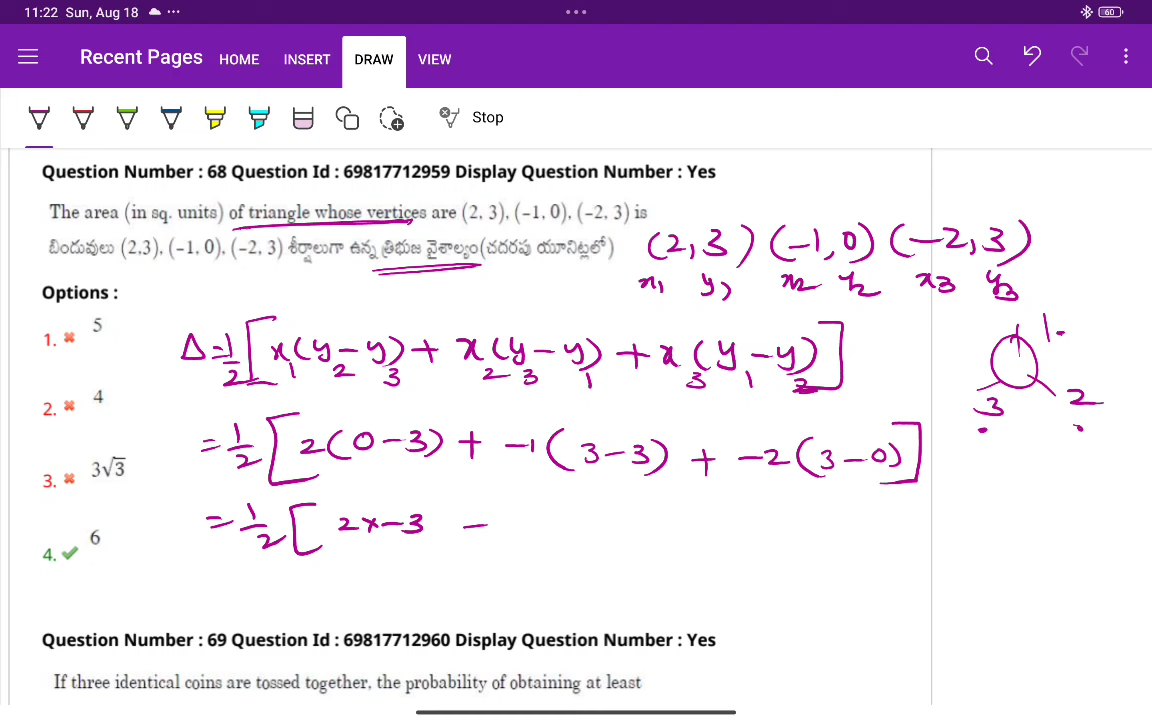 11:22 Sun, Aug 18
60
Recent Pages HOME INSERT DRAW VIEW
Stop
Question Number : 68 Question Id : 69817712959 Display Question Number : Yes
The area (in sq. units) of triangle whose vertices are (2, 3), (−1, 0), (−2, 3) is
బిందువులు (2,3), (−1, 0), (−2, 3) శీర్షాలుగా ఉన్న త్రిభుజ వైశాల్యం(చదరపు యూనిట్లలో)
(2,3) (−1,0) (−2,3)
x₁ y₁ x₂ y₂ x₃ y₃
Options :
1. 5
2. 4
3. 3√3
4. 6
Δ=1/2[x₁(y₂−y₃)+x₂(y₃−y₁)+x₃(y₁−y₂)]
1
3 2
=1/2[2(0−3)+−1(3−3)+−2(3−0)]
=1/2[2×−3 −
Question Number : 69 Question Id : 69817712960 Display Question Number : Yes
If three identical coins are tossed together, the probability of obtaining at least